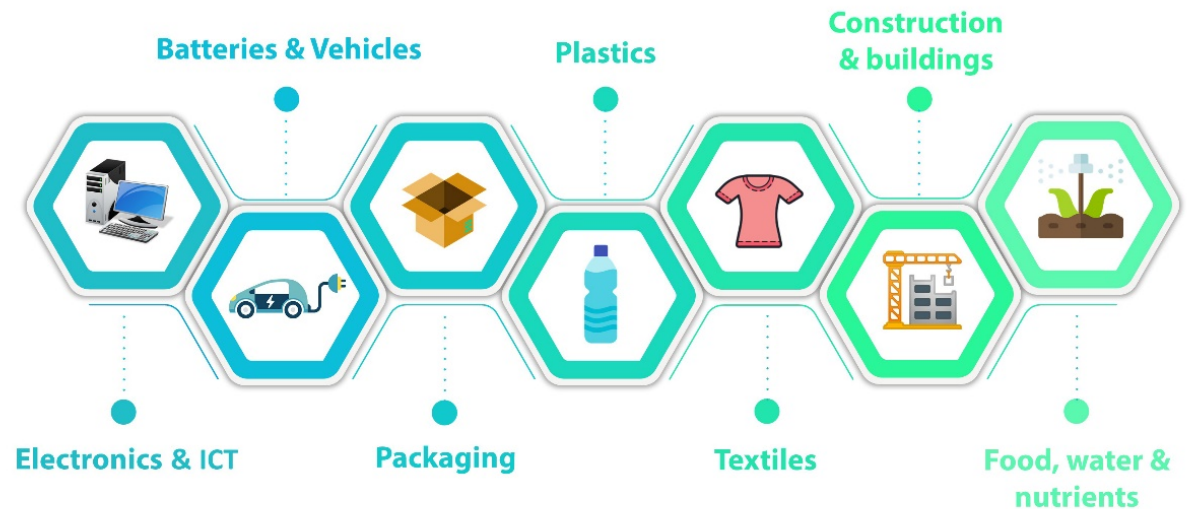 Batteries & Vehicles
Plastics
Construction
& buildings
Electronics & ICT
Packaging
Textiles
Food, water &
nutrients